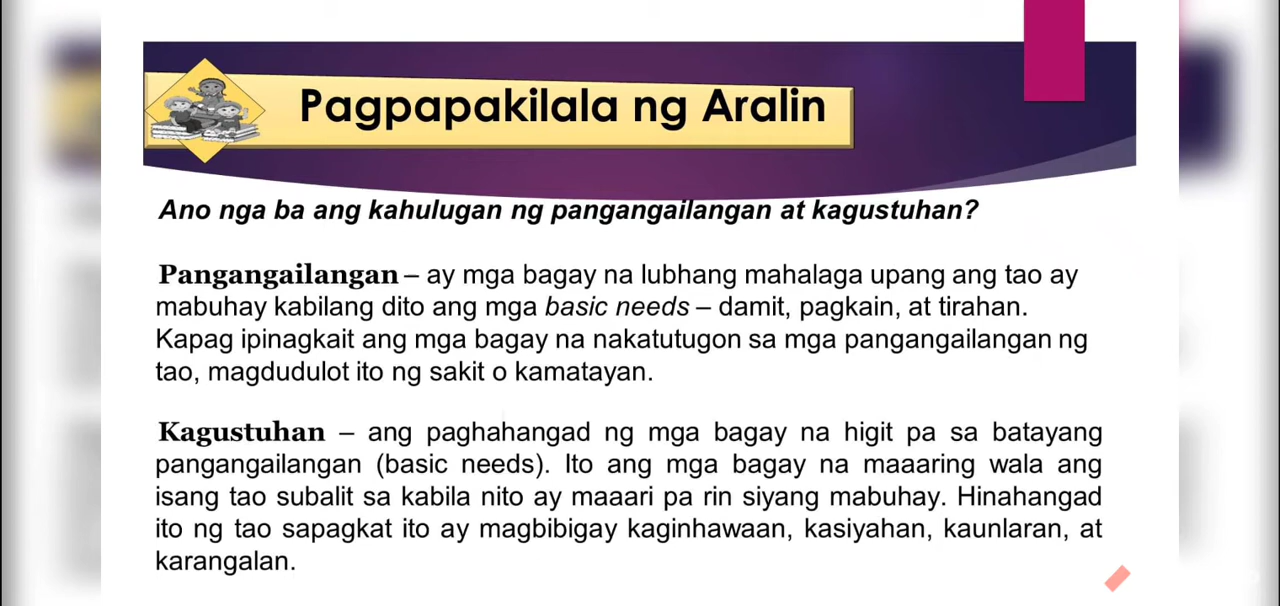 Pagpapakilala ng Aralin
Ano nga ba ang kahulugan ng pangangailangan at kagustuhan?
Pangangailangan – ay mga bagay na lubhang mahalaga upang ang tao ay
mabuhay kabilang dito ang mga basic needs – damit, pagkain, at tirahan.
Kapag ipinagkait ang mga bagay na nakatutugon sa mga pangangailangan ng
tao, magdudulot ito ng sakit o kamatayan.
Kagustuhan – ang paghahangad ng mga bagay na higit pa sa batayang
pangangailangan (basic needs). Ito ang mga bagay na maaaring wala ang
isang tao subalit sa kabila nito ay maaari pa rin siyang mabuhay. Hinahangad
ito ng tao sapagkat ito ay magbibigay kaginhawaan, kasiyahan, kaunlaran, at
karangalan.